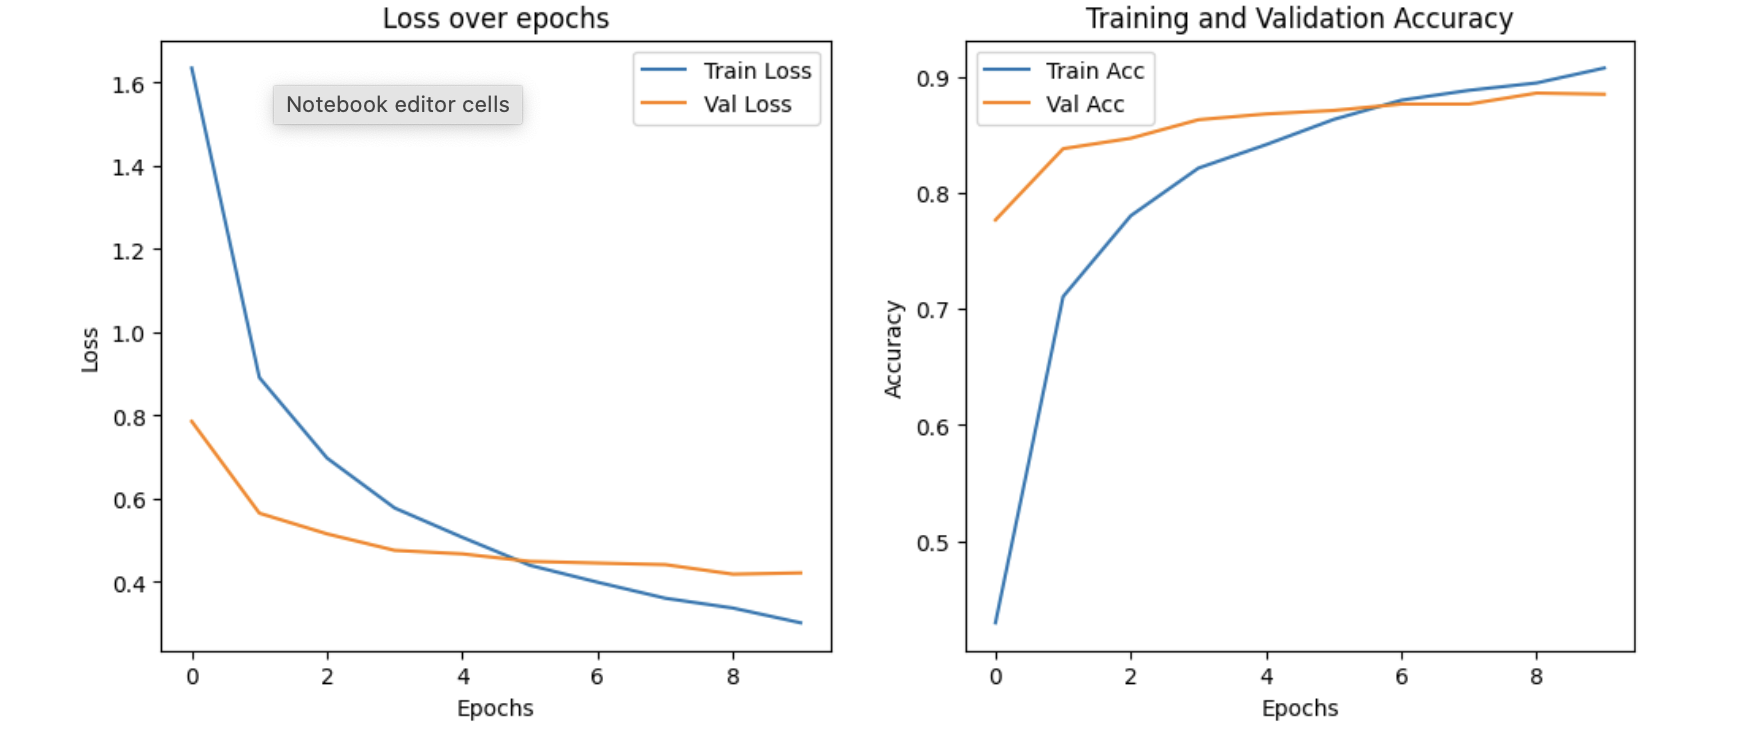 Loss over epochs
Train Loss
Val Loss
Notebook editor cells
1.6
1.4
1.2
1.0
0.8
0.6
0.4
Loss
0
2
4
6
8
Epochs
Training and Validation Accuracy
Train Acc
Val Acc
0.9
0.8
0.7
0.6
0.5
Accuracy
0
2
4
6
8
Epochs